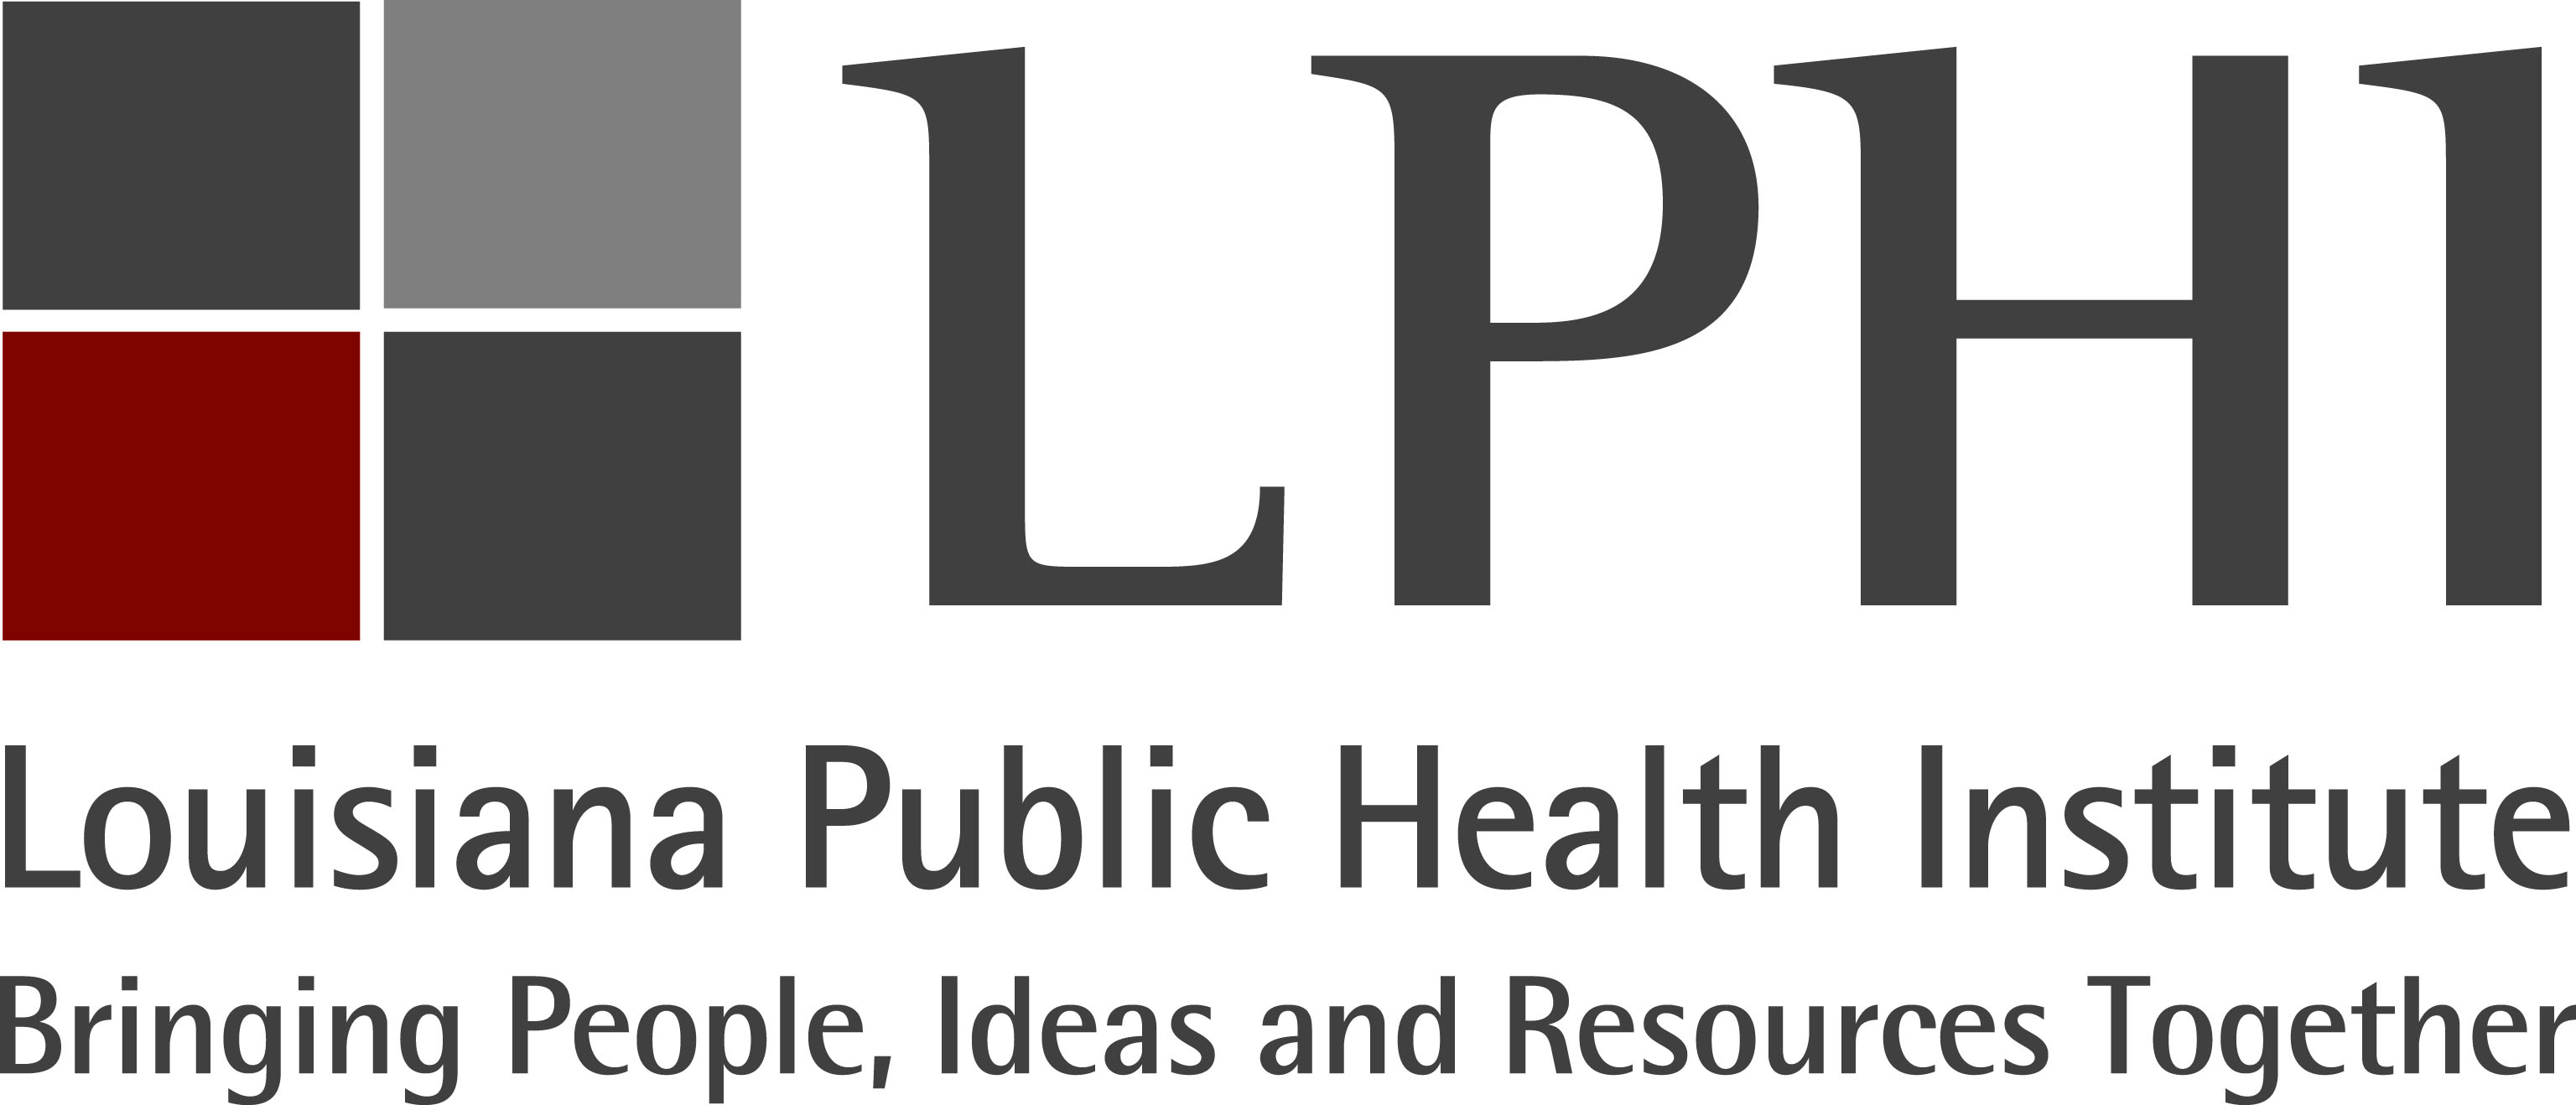 LPHI
Louisiana Public Health Institute
Bringing People, Ideas and Resources Together